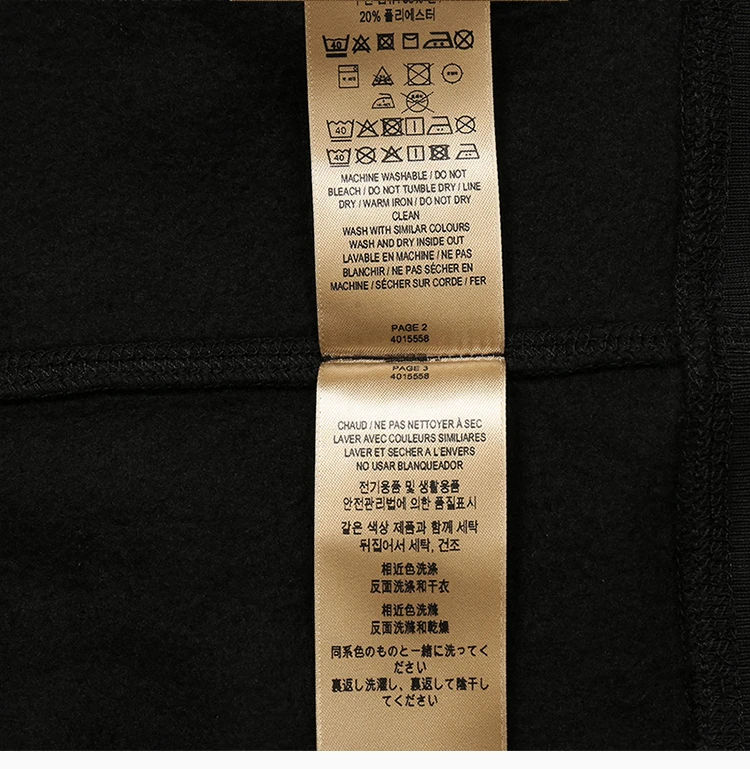 20% 폴리에스터
40
40
40
MACHINE WASHABLE / DO NOT
BLEACH / DO NOT TUMBLE DRY / LINE
DRY / WARM IRON / DO NOT DRY
CLEAN
WASH WITH SIMILAR COLOURS
WASH AND DRY INSIDE OUT
LAVABLE EN MACHINE / NE PAS
BLANCHIR / NE PAS SÉCHER EN
MACHINE / SÉCHER SUR CORDE / FER
PAGE 2
4015558
PAGE 3
4015558
CHAUD / NE PAS NETTOYER À SEC
LAVER AVEC COULEURS SIMILIARES
LAVER ET SECHER A L'ENVERS
NO USAR BLANQUEADOR
전기용품 및 생활용품
안전관리법에 의한 품질표시
같은 색상 제품과 함께 세탁
뒤집어서 세탁, 건조
相近色洗涤
反面洗涤和干衣
相近色洗滌
反面洗滌和乾燥
同系色のものと一緒に洗ってく
ださい
裏返し洗濯し、裏返して陰干し
てください